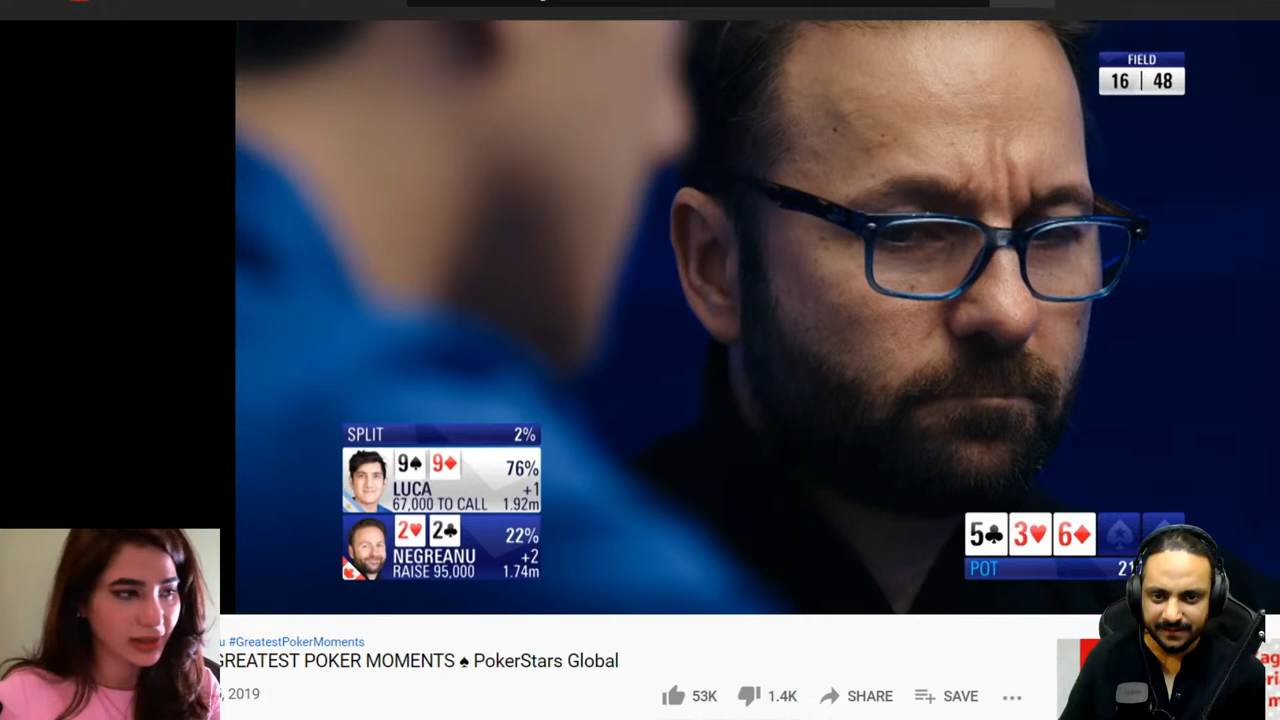 FIELD
16 | 48
SPLIT 2%
9♠ 9♦ 76%
LUCA +1
67,000 TO CALL 1.92m
2♥ 2♣ 22%
NEGREANU +2
RAISE 95,000 1.74m
5♣ 3♥ 6♦
POT
#GreatestPokerMoments
GREATEST POKER MOMENTS ♠ PokerStars Global
2019
53K 1.4K SHARE SAVE